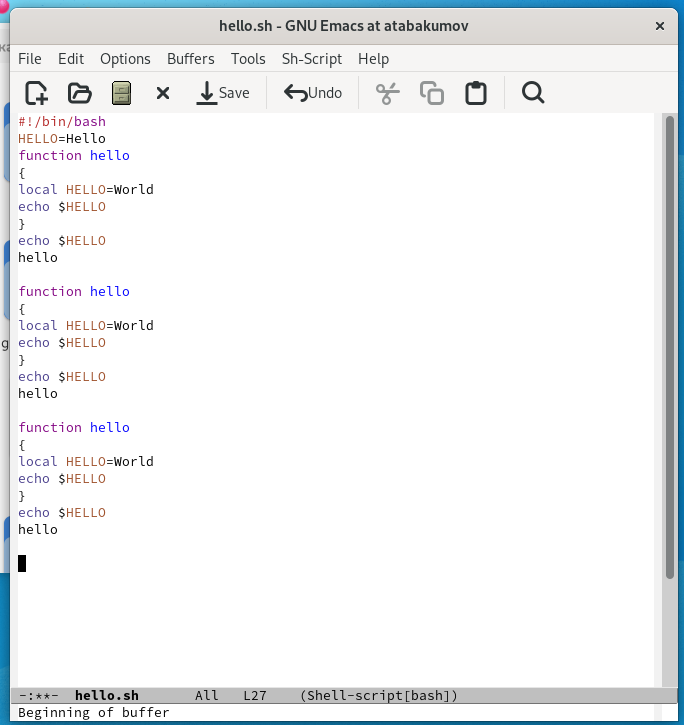 hello.sh - GNU Emacs at atabakumov
File Edit Options Buffers Tools Sh-Script Help
Save Undo
#!/bin/bash
HELLO=Hello
function hello
{
local HELLO=World
echo $HELLO
}
echo $HELLO
hello
function hello
{
local HELLO=World
echo $HELLO
}
echo $HELLO
hello
function hello
{
local HELLO=World
echo $HELLO
}
echo $HELLO
hello
-:**- hello.sh All L27 (Shell-script[bash])
Beginning of buffer